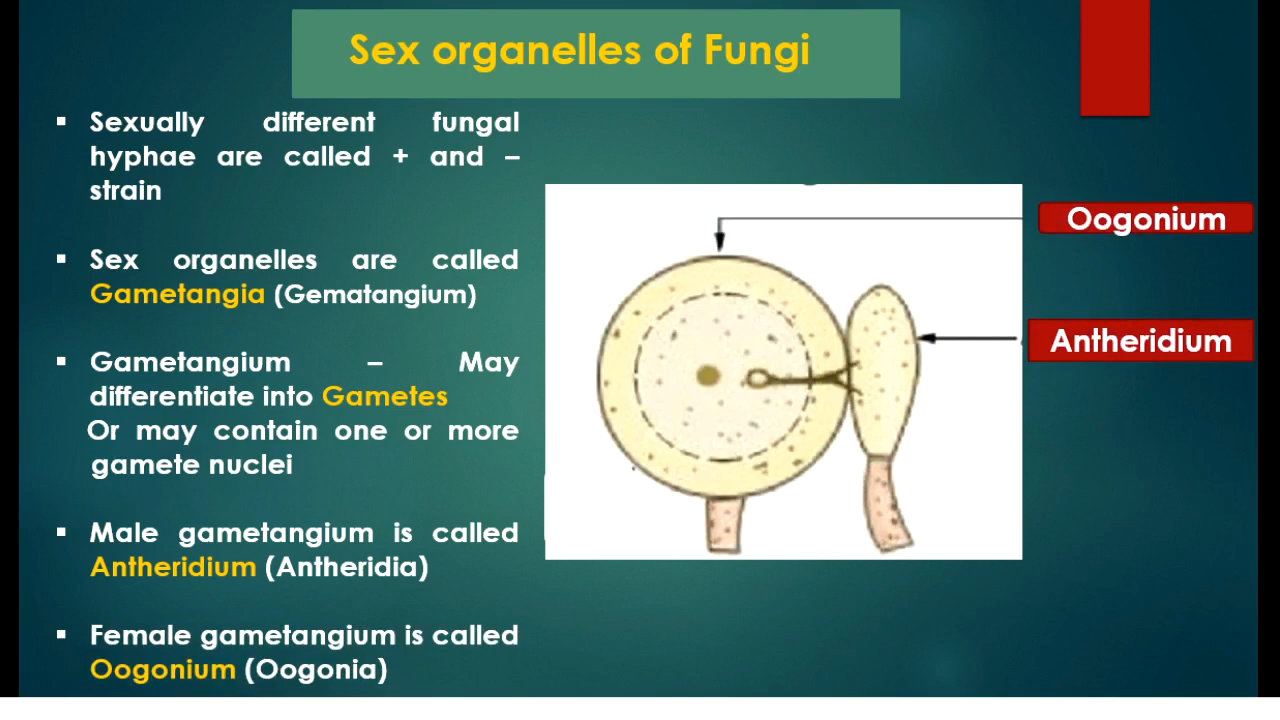 Sex organelles of Fungi
▪ Sexually different fungal
hyphae are called + and –
strain
▪ Sex organelles are called
Gametangia (Gematangium)
▪ Gametangium – May
differentiate into Gametes
Or may contain one or more
gamete nuclei
▪ Male gametangium is called
Antheridium (Antheridia)
▪ Female gametangium is called
Oogonium (Oogonia)
Oogonium
Antheridium